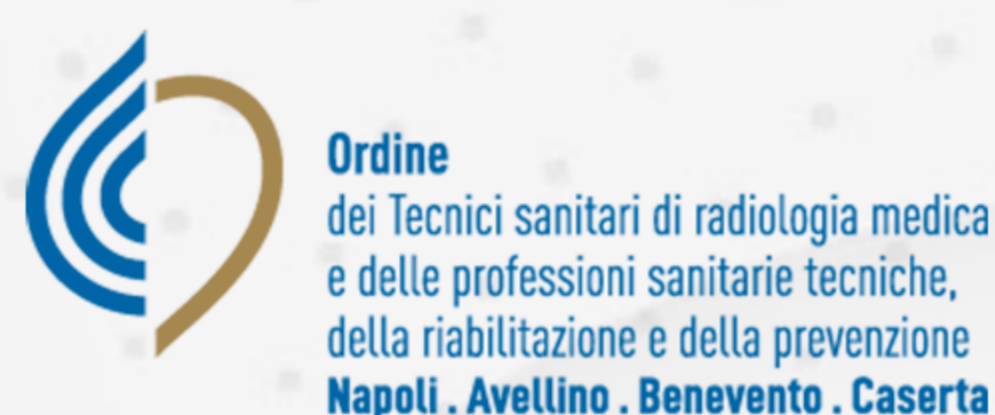 Ordine
dei Tecnici sanitari di radiologia medica
e delle professioni sanitarie tecniche,
della riabilitazione e della prevenzione
Napoli . Avellino . Benevento . Caserta